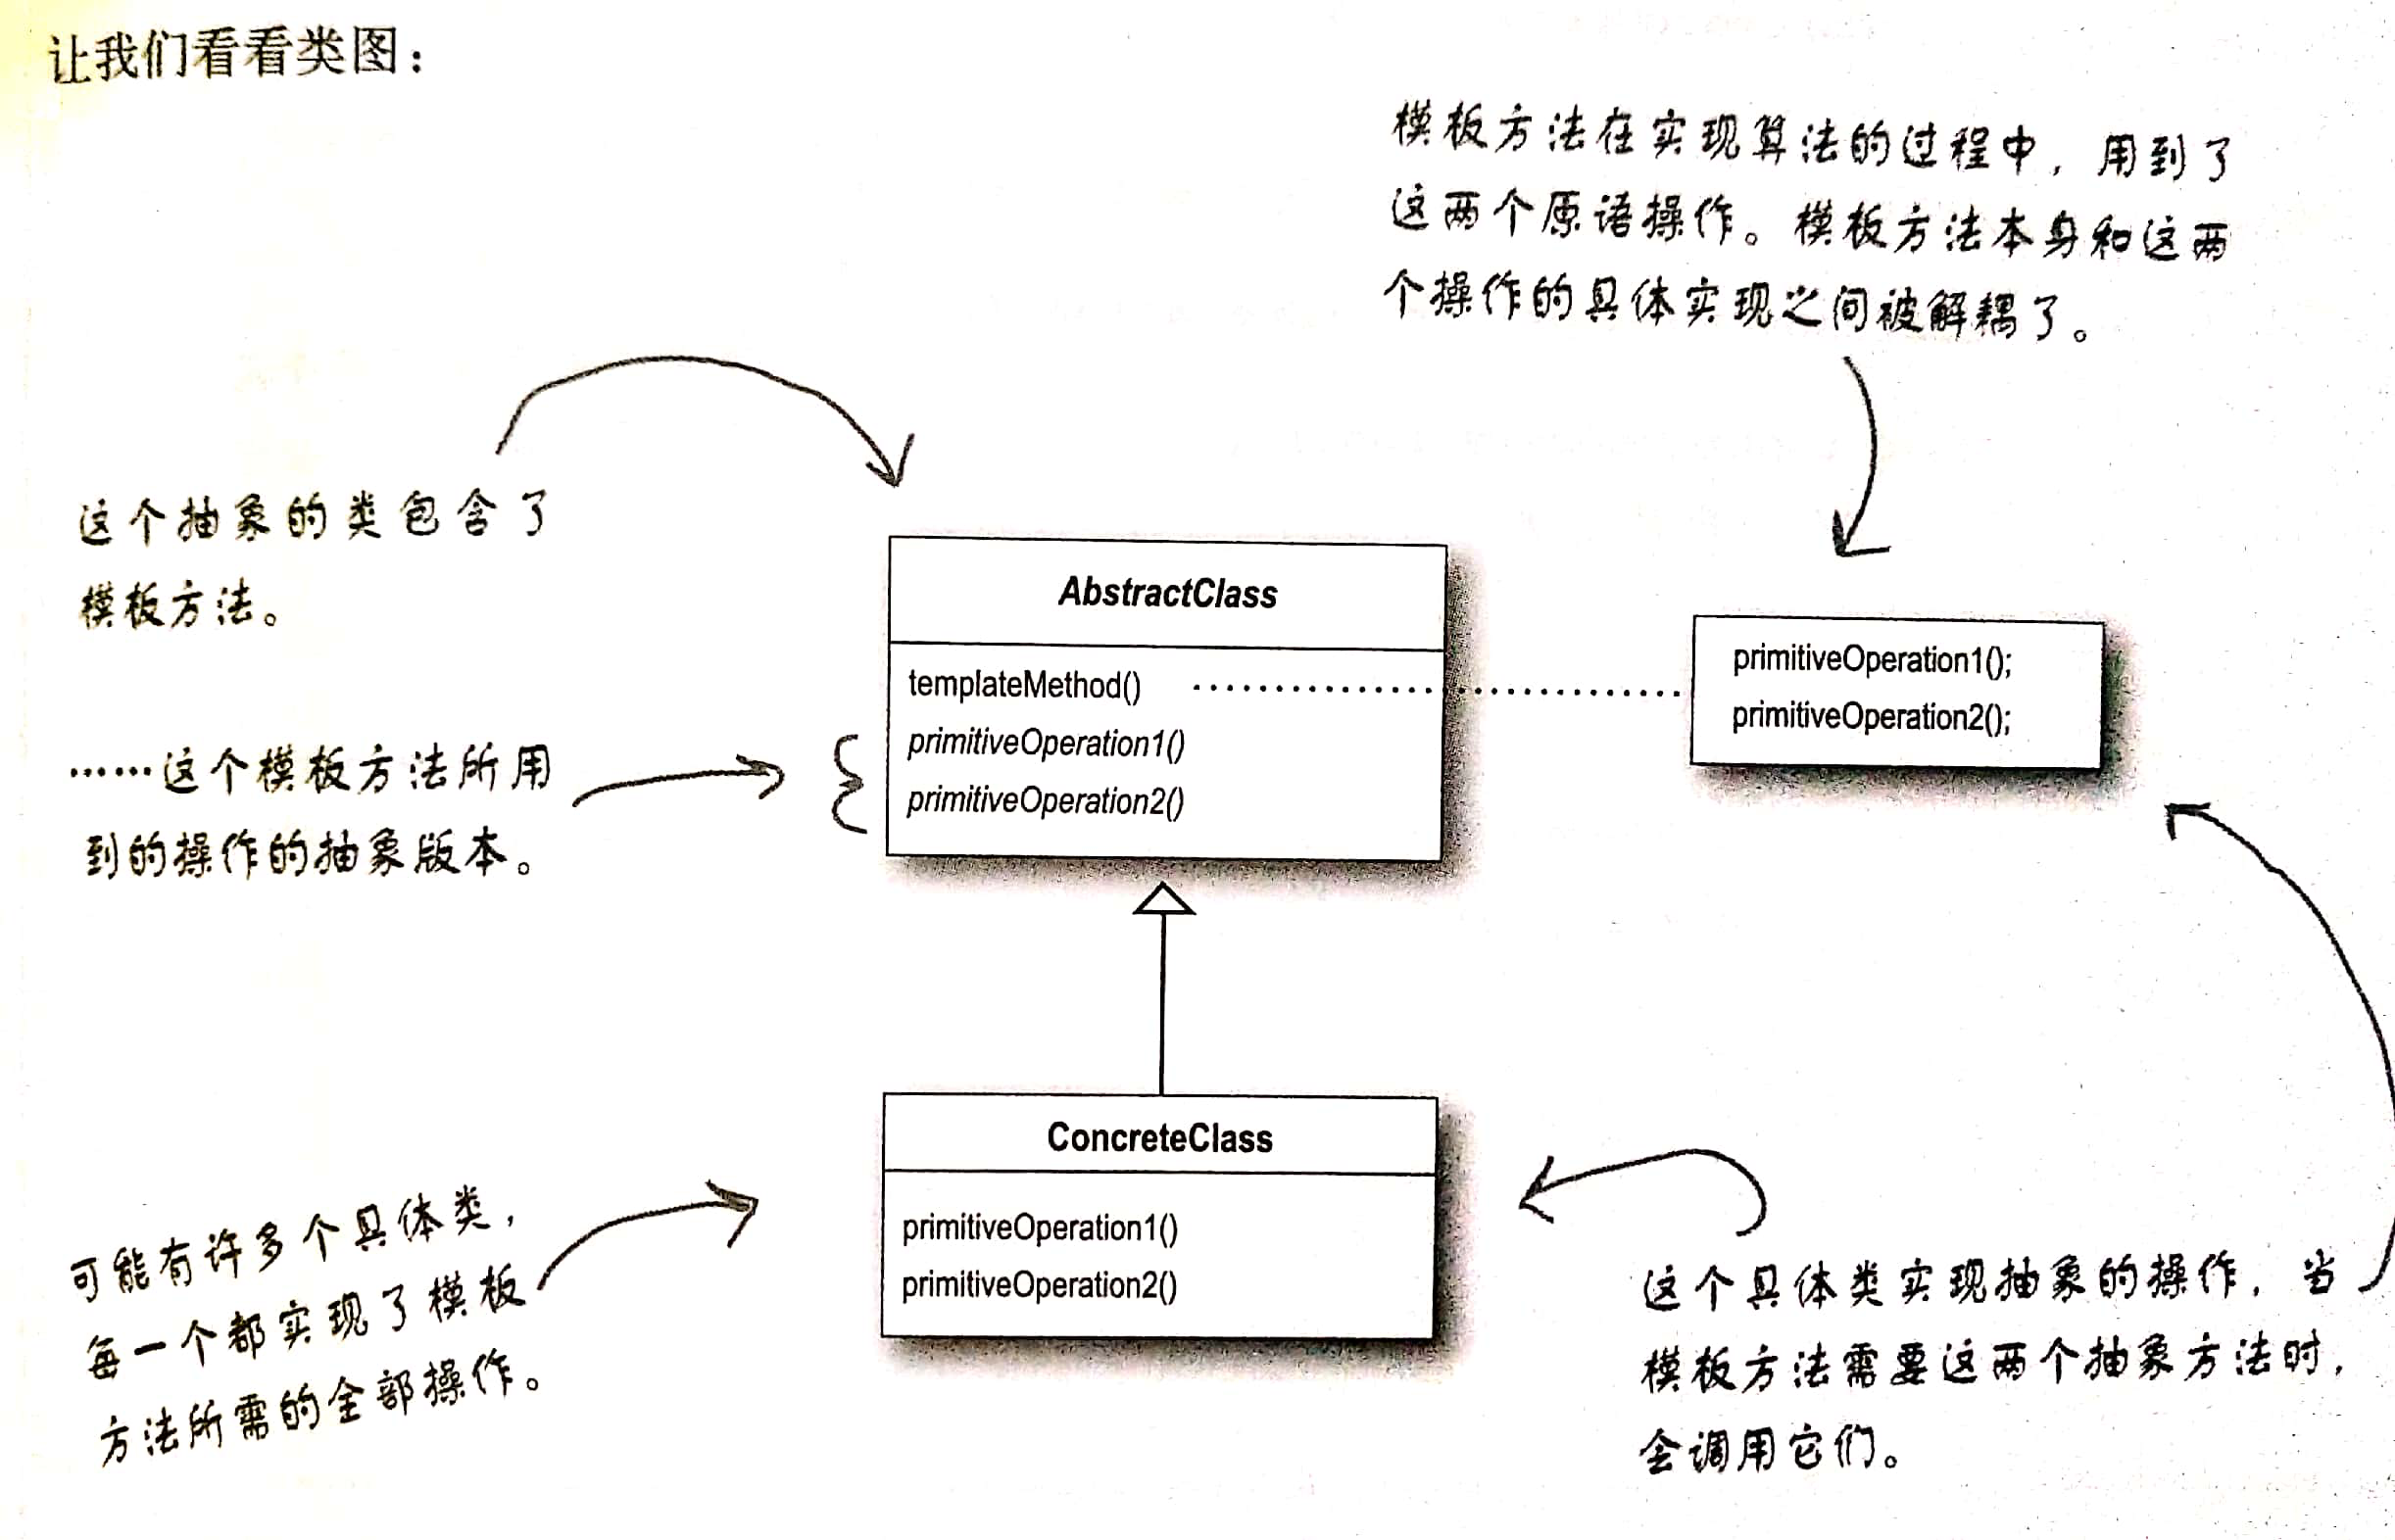 让我们看看类图：
模板方法在实现算法的过程中，用到了
这两个原语操作。模板方法本身和这两
个操作的具体实现之间被解耦了。
这个抽象的类包含了
模板方法。
AbstractClass
templateMethod()
primitiveOperation1()
primitiveOperation2()
primitiveOperation1();
primitiveOperation2();
……这个模板方法所用
到的操作的抽象版本。
ConcreteClass
primitiveOperation1()
primitiveOperation2()
可能有许多个具体类，
每一个都实现了模板
方法所需的全部操作。
这个具体类实现抽象的操作，当
模板方法需要这两个抽象方法时，
会调用它们。